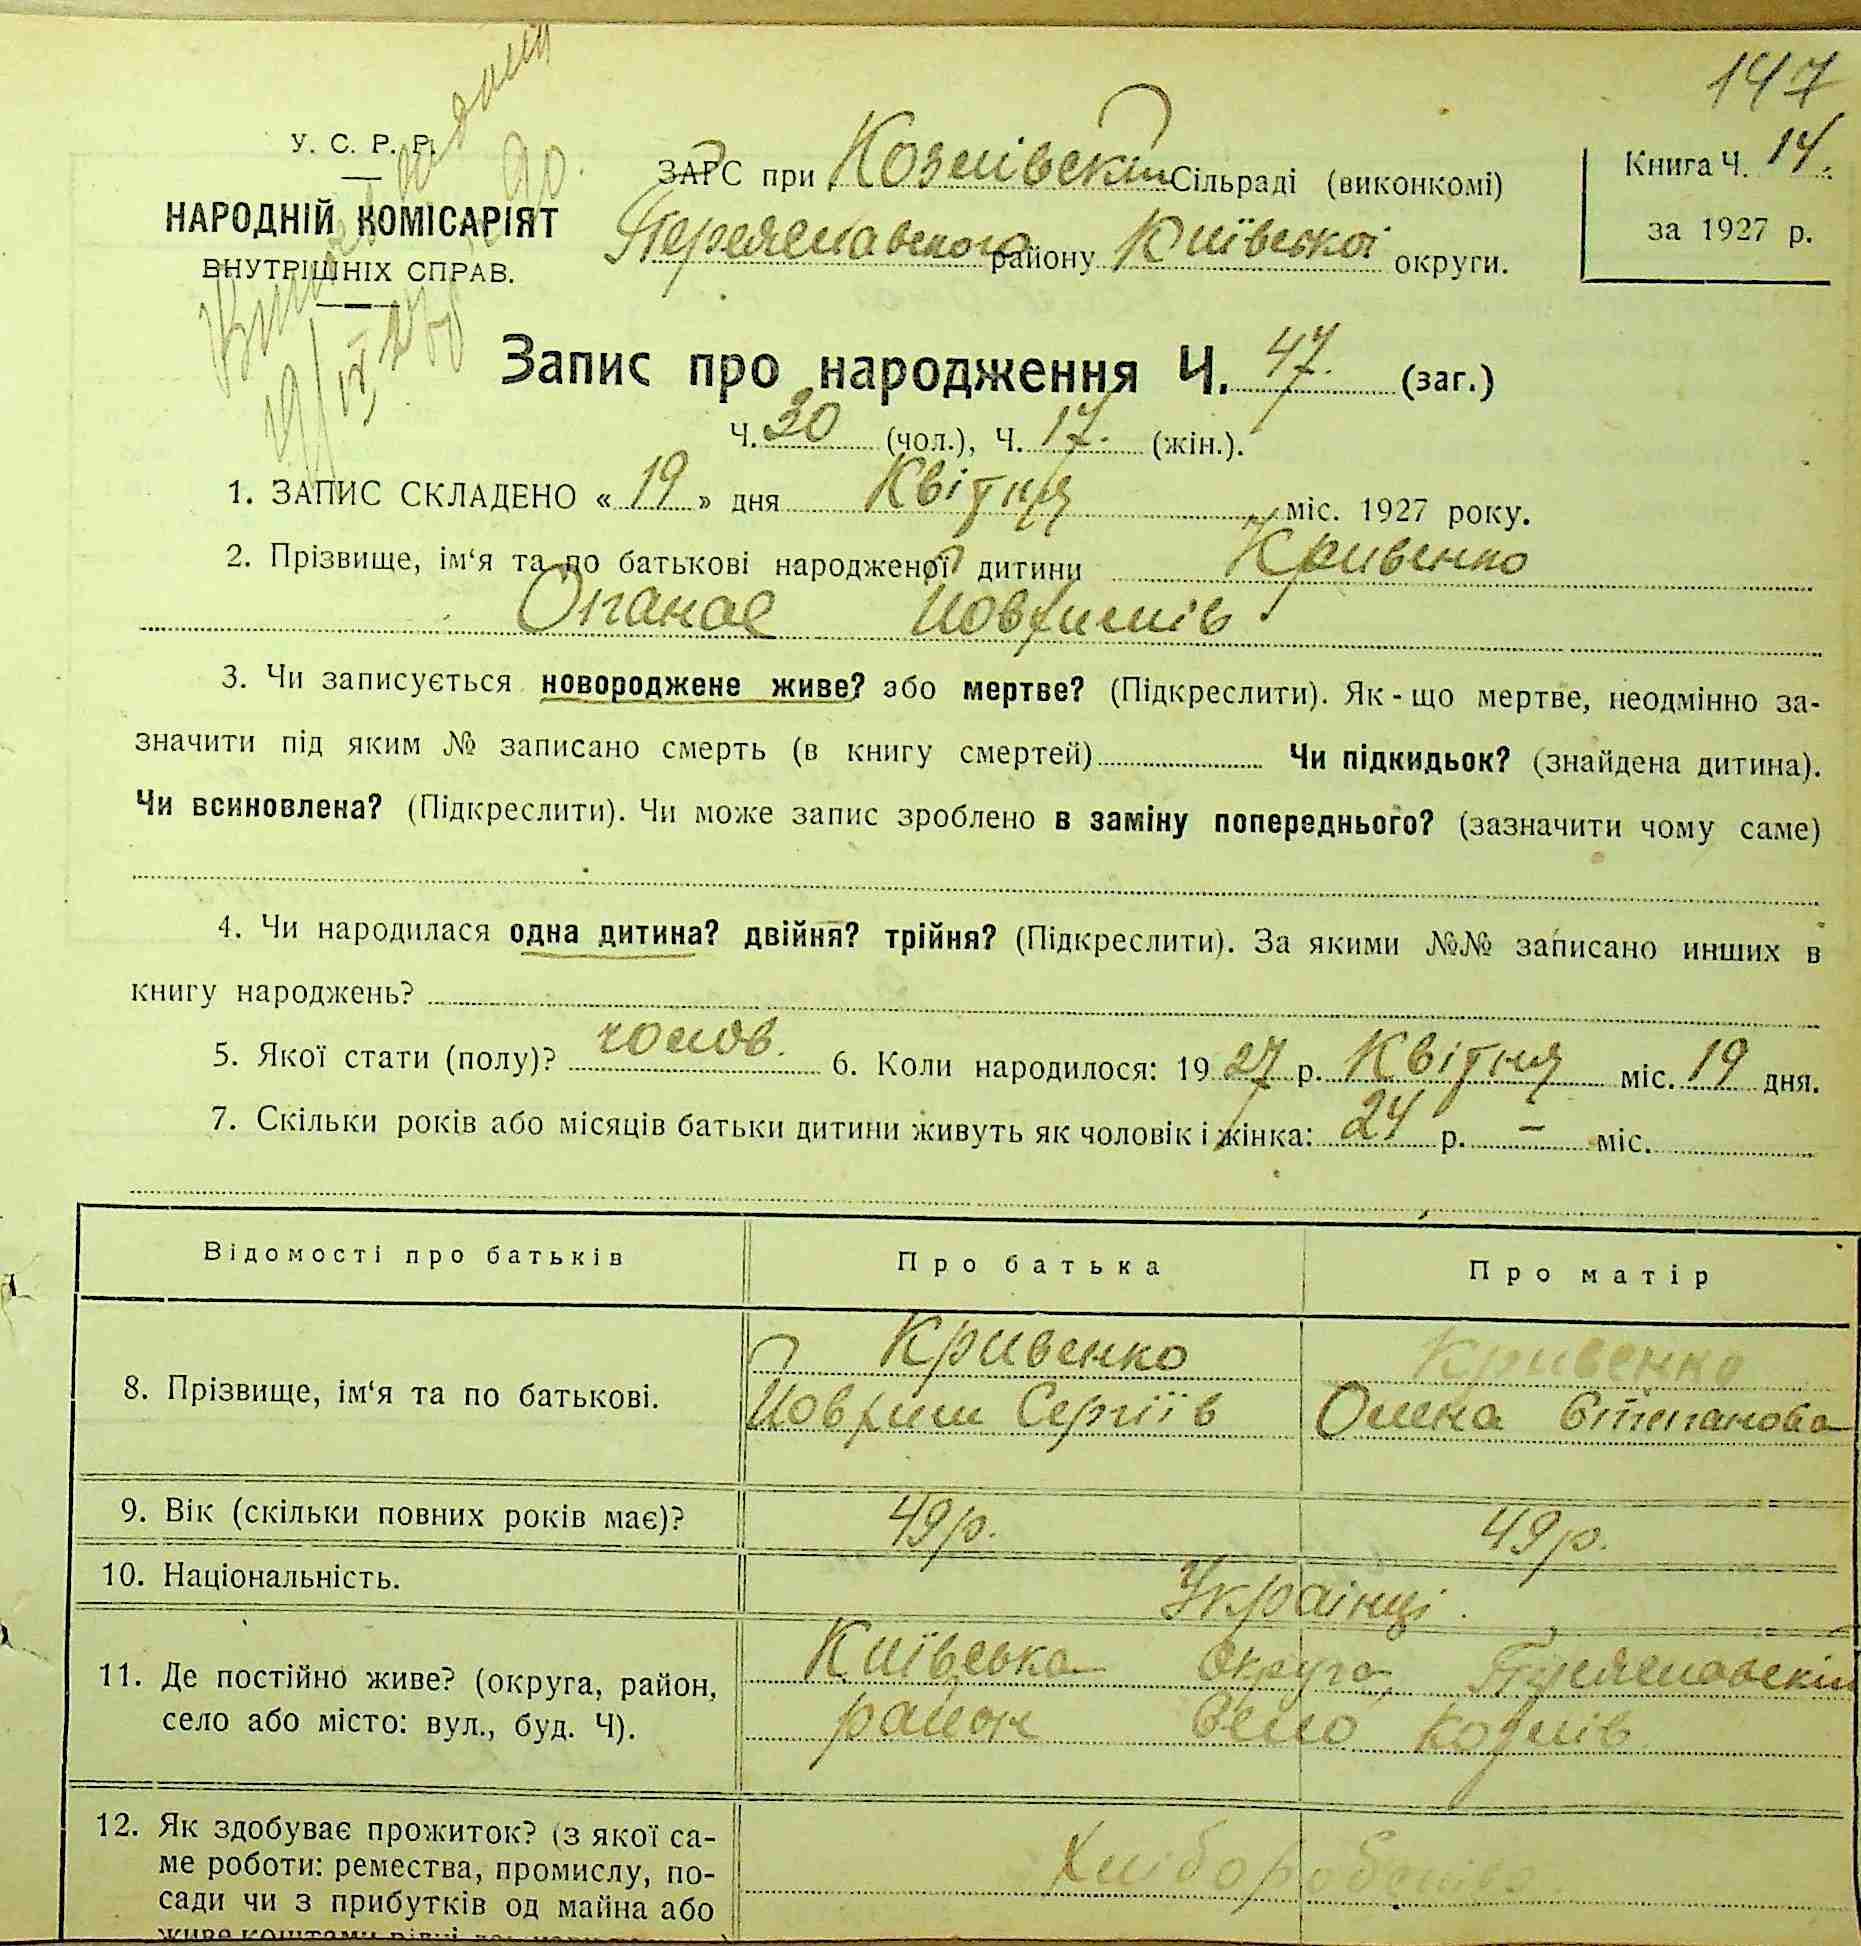 147
У. С. Р. Р.
НАРОДНІЙ КОМІСАРІЯТ
ВНУТРІШНІХ СПРАВ.
ЗАГС при Козлівській Сільраді (виконкомі)
Переяславского району Київської округи.
Книга Ч. 14.
за 1927 р.
Запис про народження Ч. 47. (заг.)
Ч. 30 (чол.), Ч. 17. (жін.).
1. ЗАПИС СКЛАДЕНО «19» дня Квітня міс. 1927 року.
2. Прізвище, ім‘я та по батькові народженої дитини Кривенко
Опанас Йовхимів
3. Чи записується новороджене живе? або мертве? (Підкреслити). Як-що мертве, неодмінно за-
значити під яким № записано смерть (в книгу смертей) Чи підкидьок? (знайдена дитина).
Чи всиновлена? (Підкреслити). Чи може запис зроблено в заміну попереднього? (зазначити чому саме)
4. Чи народилася одна дитина? двійня? трійня? (Підкреслити). За якими №№ записано инших в
книгу народжень?
5. Якої стати (полу)? чолов. 6. Коли народилося: 1927 р. Квітня міс. 19 дня.
7. Скільки років або місяців батьки дитини живуть як чоловік і жінка: 24 р. – міс.
Відомості про батьків Про батька Про матір
8. Прізвище, ім‘я та по батькові. Кривенко Кривенко
Йовхим Сергіїв Олена Степанова
9. Вік (скільки повних років має)? 49 р. 49 р.
10. Національність. Українці.
11. Де постійно живе? (округа, район, Київська округа, Переяславскій
село або місто: вул., буд. Ч). район село Козлів
12. Як здобуває прожиток? (з якої са-
ме роботи: ремества, промислу, по- Хліборобство
сади чи з прибутків од майна або